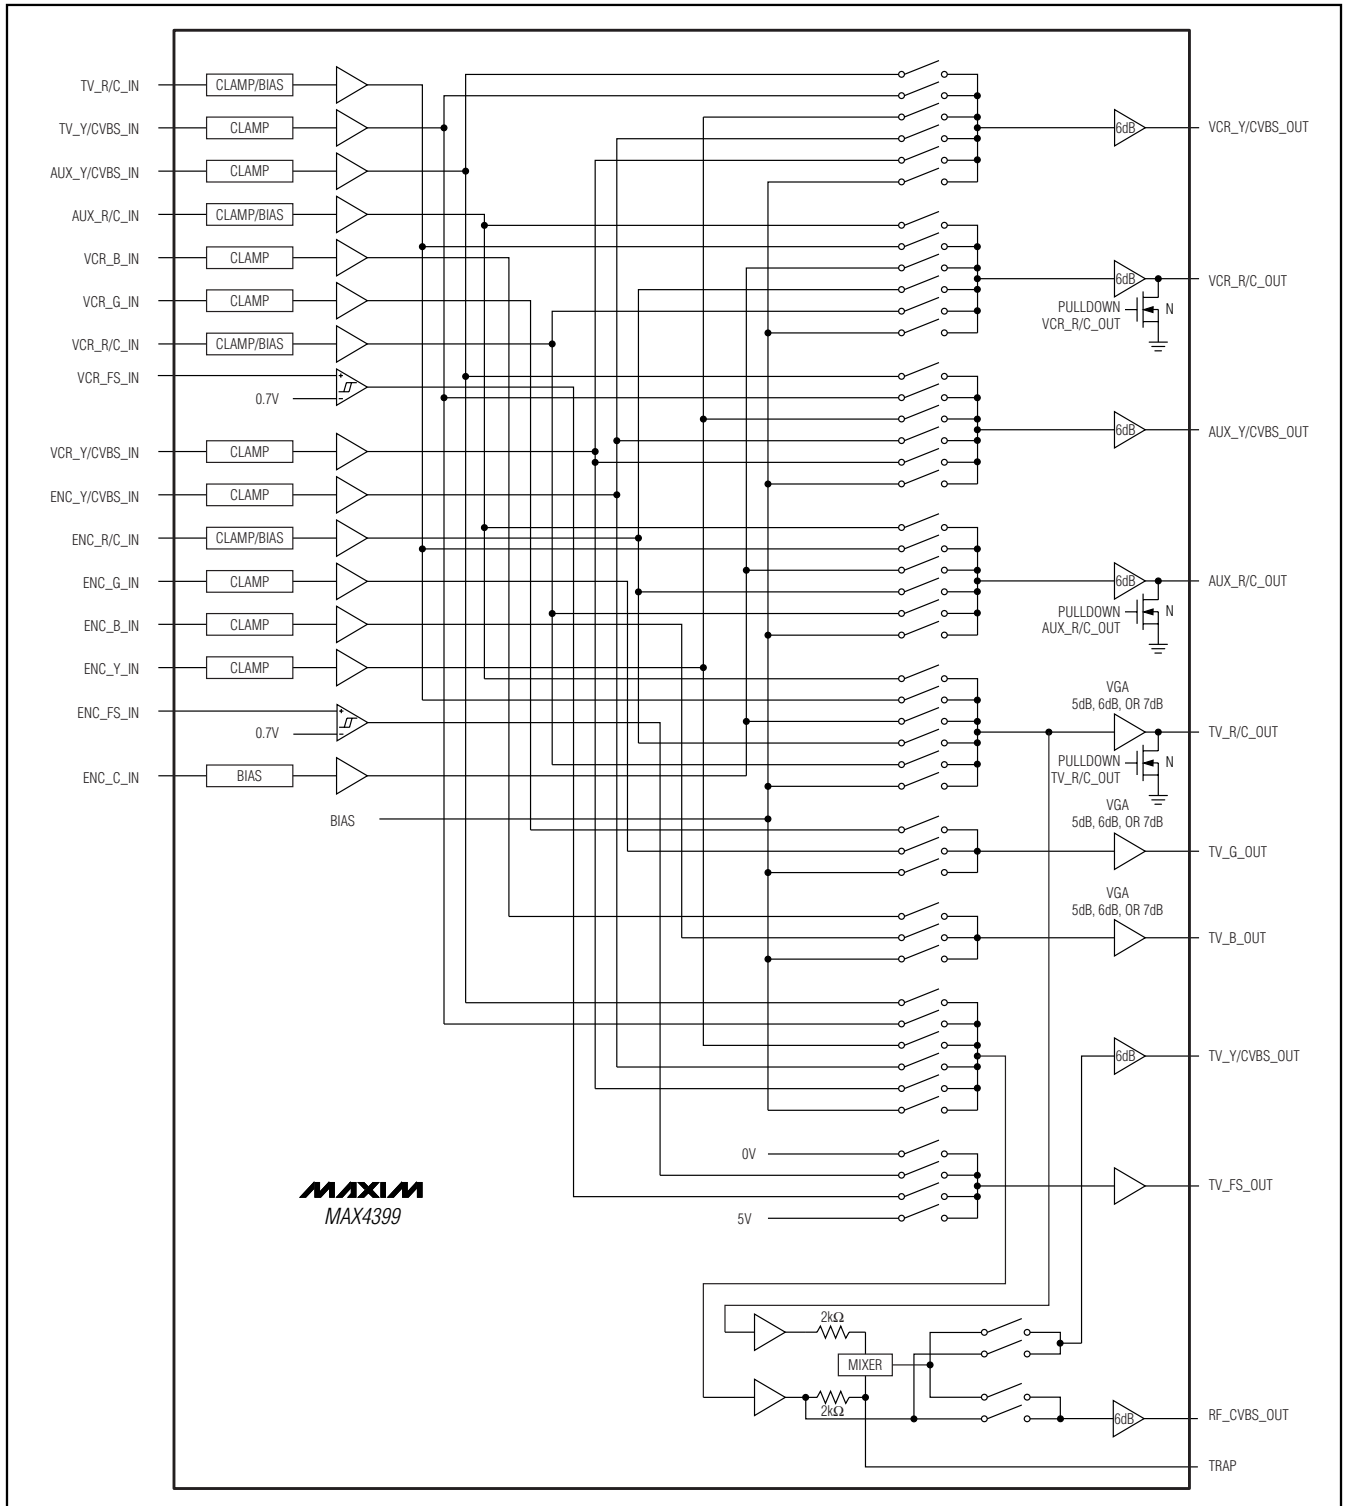 TV_R/C_IN
CLAMP/BIAS
TV_Y/CVBS_IN
CLAMP
AUX_Y/CVBS_IN
CLAMP
AUX_R/C_IN
CLAMP/BIAS
VCR_B_IN
CLAMP
VCR_G_IN
CLAMP
VCR_R/C_IN
CLAMP/BIAS
VCR_FS_IN
+
0.7V
−
VCR_Y/CVBS_IN
CLAMP
ENC_Y/CVBS_IN
CLAMP
ENC_R/C_IN
CLAMP/BIAS
ENC_G_IN
CLAMP
ENC_B_IN
CLAMP
ENC_Y_IN
CLAMP
ENC_FS_IN
+
0.7V
−
ENC_C_IN
BIAS
BIAS
6dB
VCR_Y/CVBS_OUT
6dB
VCR_R/C_OUT
PULLDOWN
VCR_R/C_OUT
N
6dB
AUX_Y/CVBS_OUT
6dB
AUX_R/C_OUT
PULLDOWN
AUX_R/C_OUT
N
VGA
5dB, 6dB, OR 7dB
TV_R/C_OUT
PULLDOWN
TV_R/C_OUT
N
VGA
5dB, 6dB, OR 7dB
TV_G_OUT
VGA
5dB, 6dB, OR 7dB
TV_B_OUT
6dB
TV_Y/CVBS_OUT
0V
TV_FS_OUT
5V
MAXIM
MAX4399
2kΩ
MIXER
2kΩ
6dB
RF_CVBS_OUT
TRAP